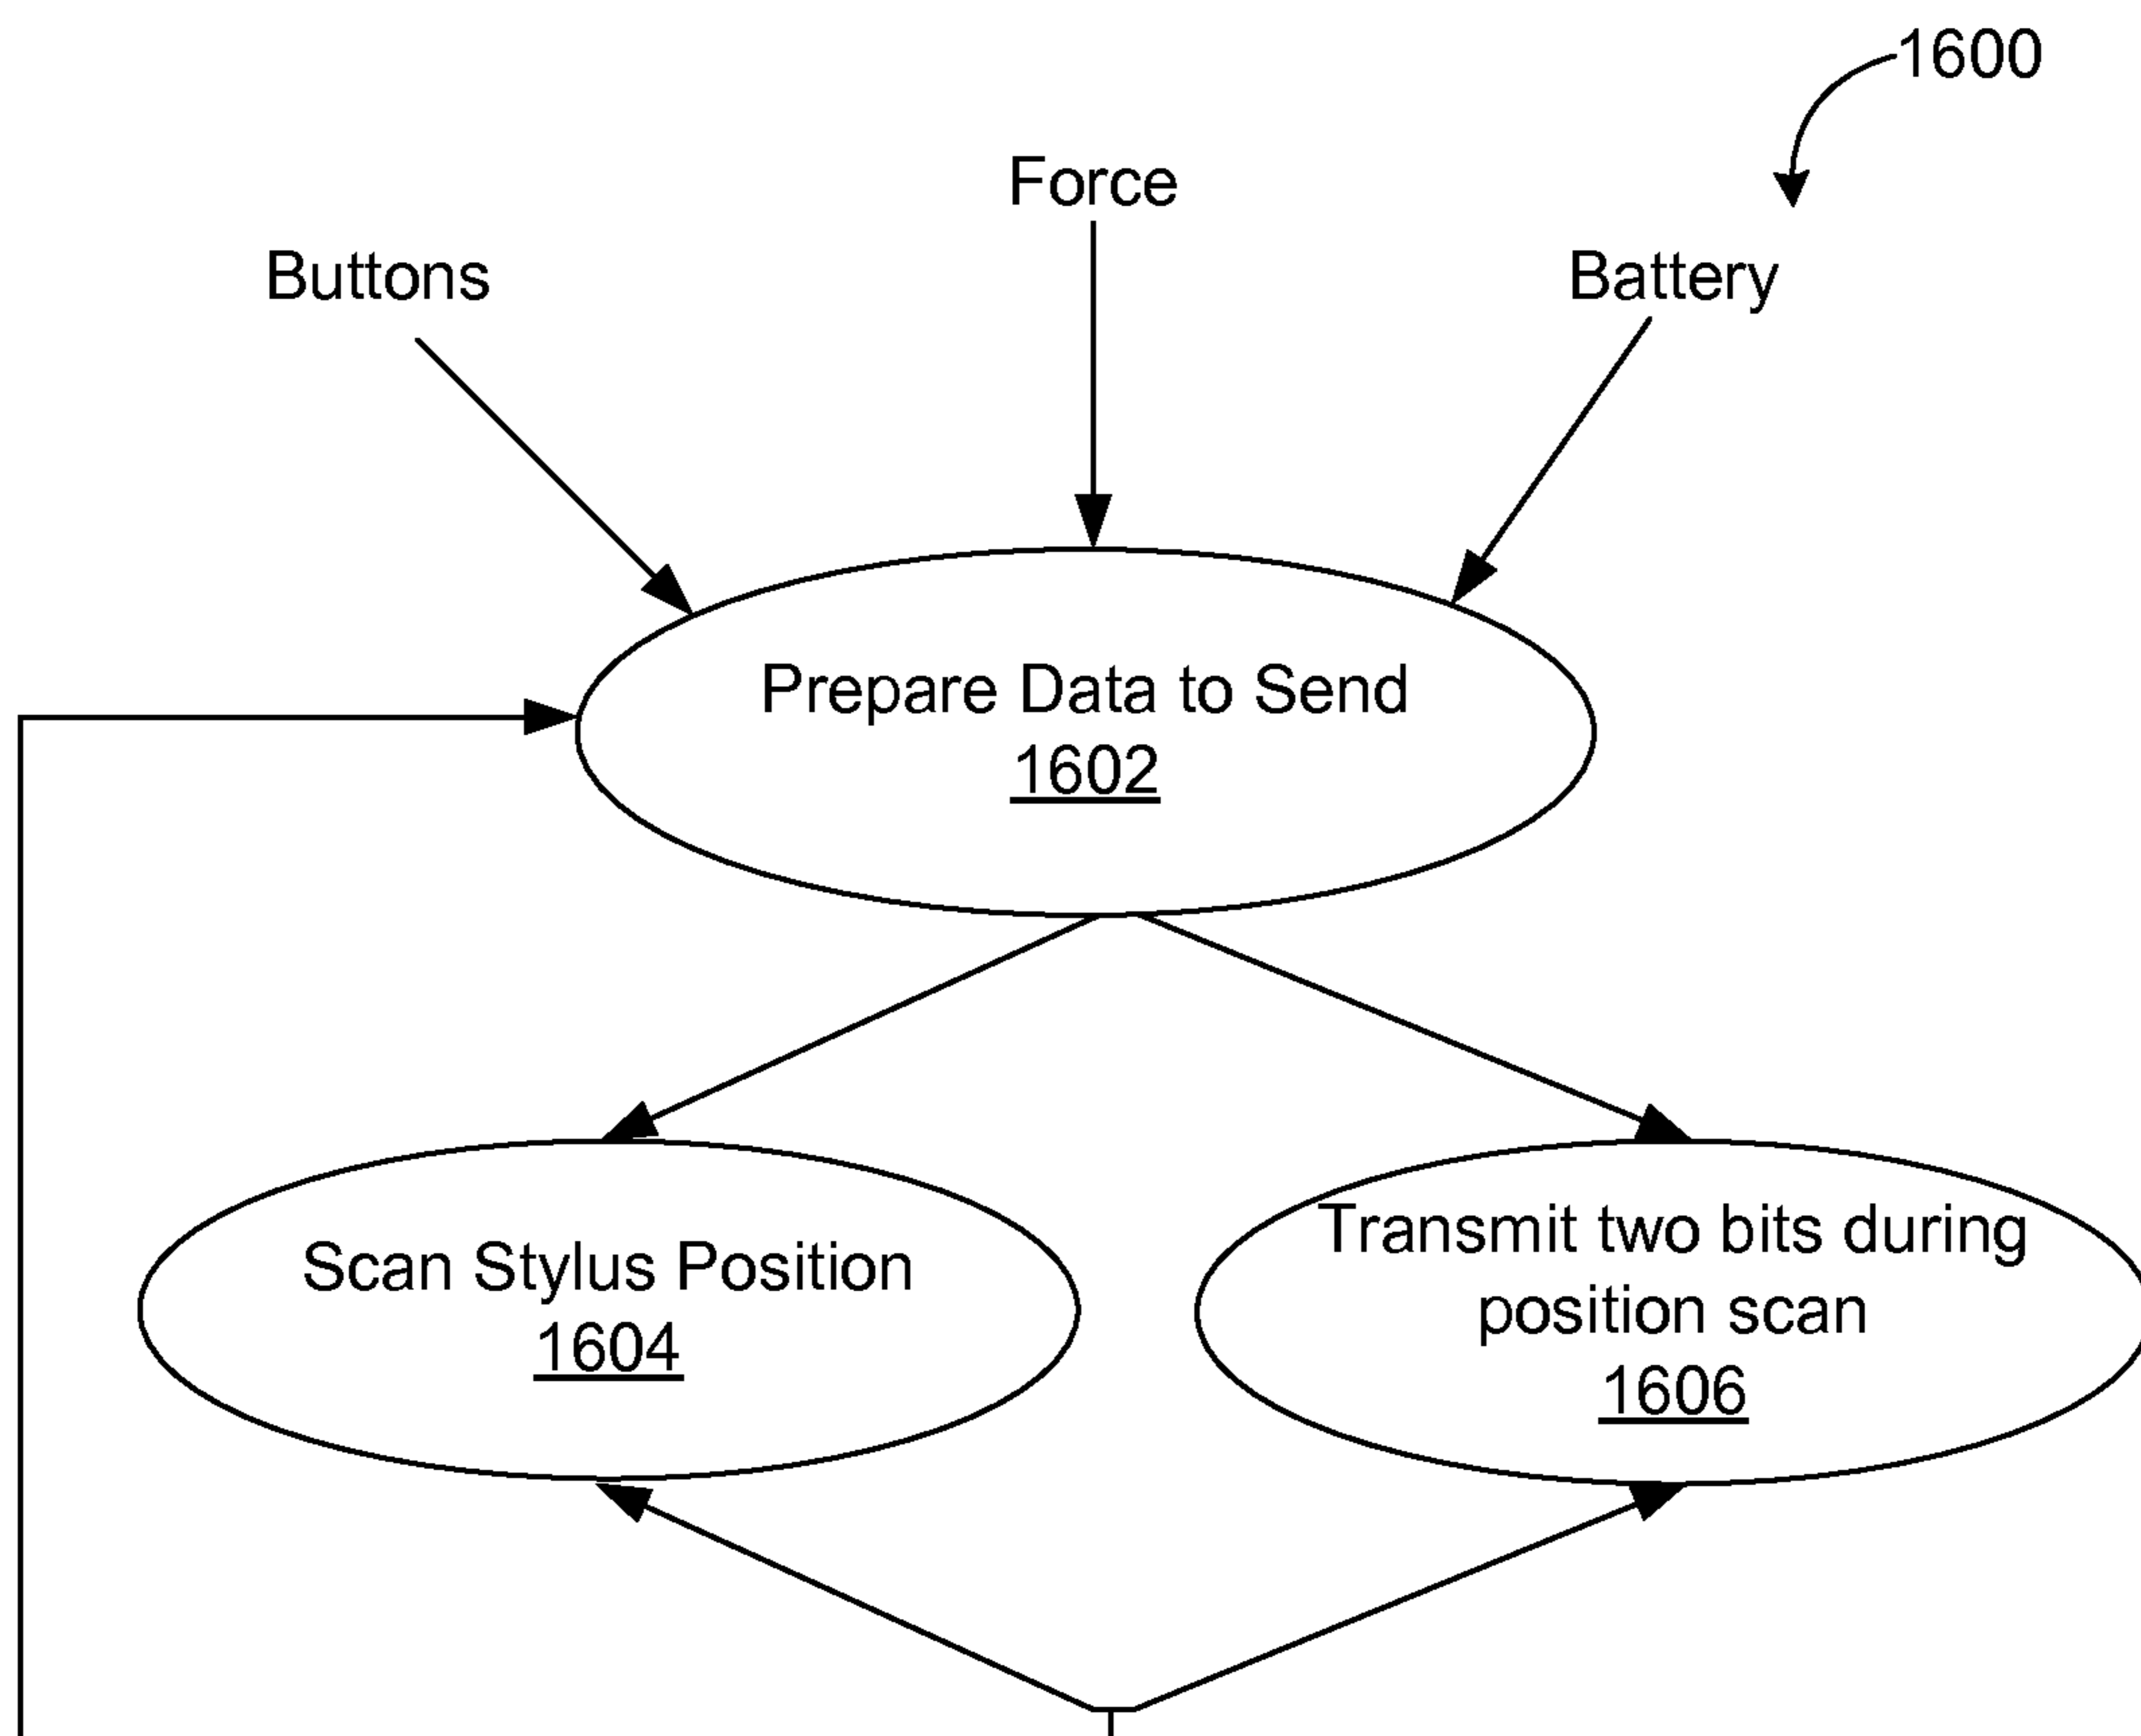 1600
Force
Buttons
Battery
Prepare Data to Send
1602
Scan Stylus Position
1604
Transmit two bits during
position scan
1606